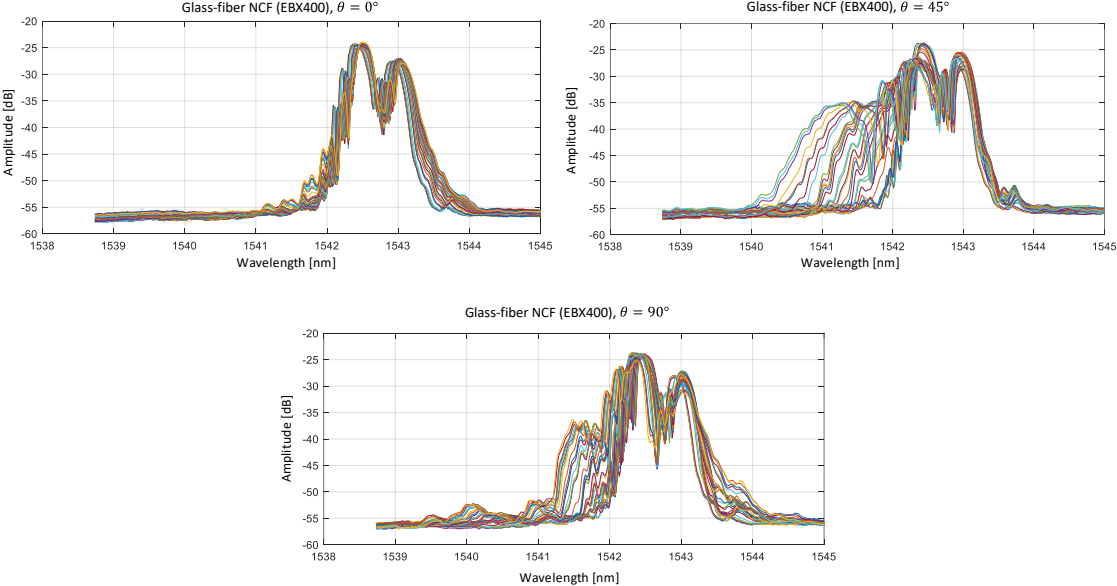 Glass-fiber NCF (EBX400), θ = 0°
-20
-25
-30
-35
-40
-45
-50
-55
-60
Amplitude [dB]
1538 1539 1540 1541 1542 1543 1544 1545
Wavelength [nm]
Glass-fiber NCF (EBX400), θ = 45°
-20
-25
-30
-35
-40
-45
-50
-55
-60
Amplitude [dB]
1538 1539 1540 1541 1542 1543 1544 1545
Wavelength [nm]
Glass-fiber NCF (EBX400), θ = 90°
-20
-25
-30
-35
-40
-45
-50
-55
-60
Amplitude [dB]
1538 1539 1540 1541 1542 1543 1544 1545
Wavelength [nm]